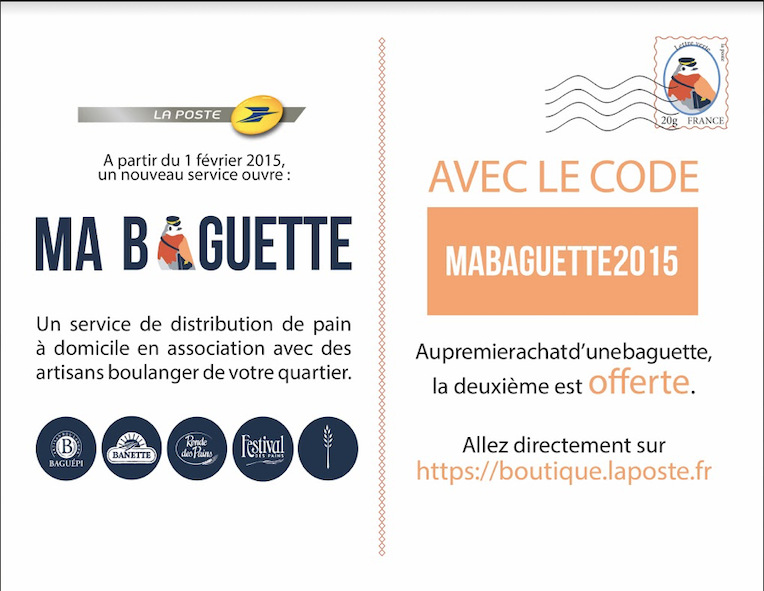 LA POSTE
A partir du 1 février 2015,
un nouveau service ouvre :
MA BAGUETTE
Un service de distribution de pain
à domicile en association avec des
artisans boulanger de votre quartier.
BAGUÉPI
BANETTE
Ronde
des Pains
Festival
DES PAINS
Lettre verte
la poste
20g FRANCE
AVEC LE CODE
MABAGUETTE2015
Aupremierachatd'unebaguette,
la deuxième est offerte.
Allez directement sur
https://boutique.laposte.fr